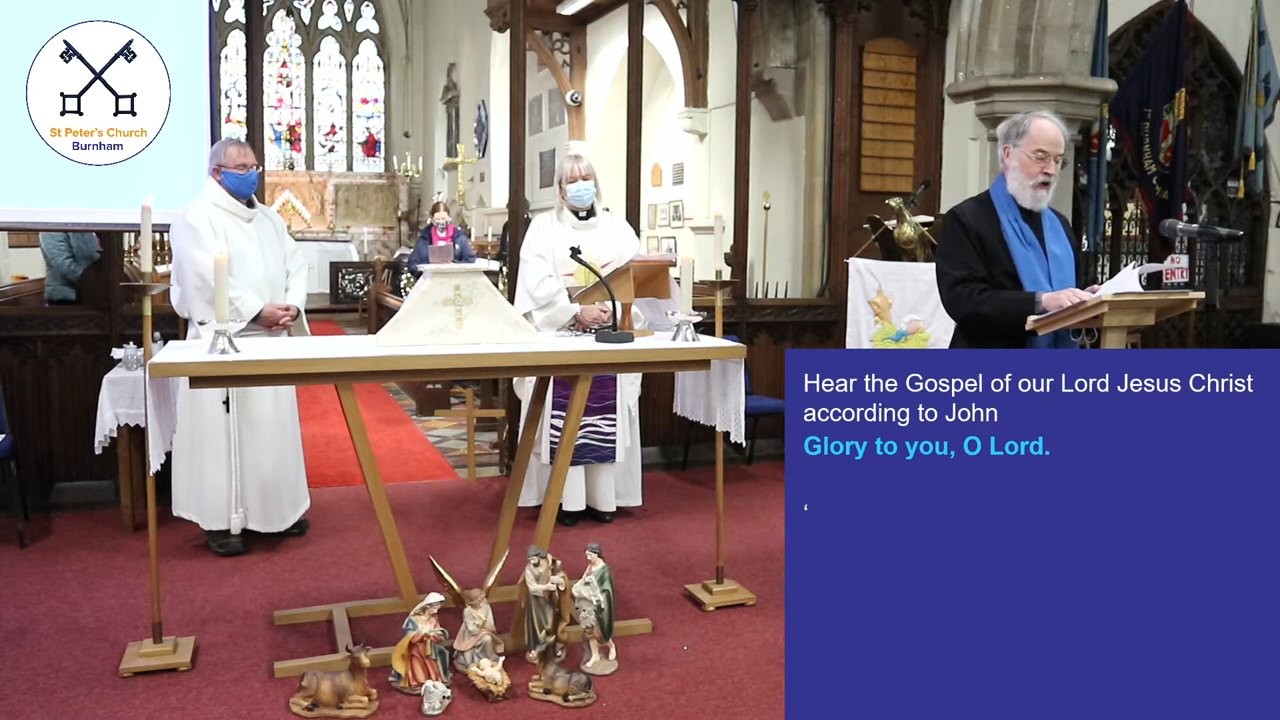 St Peter's Church
Burnham
NO
ENTRY
Hear the Gospel of our Lord Jesus Christ
according to John
Glory to you, O Lord.
‘